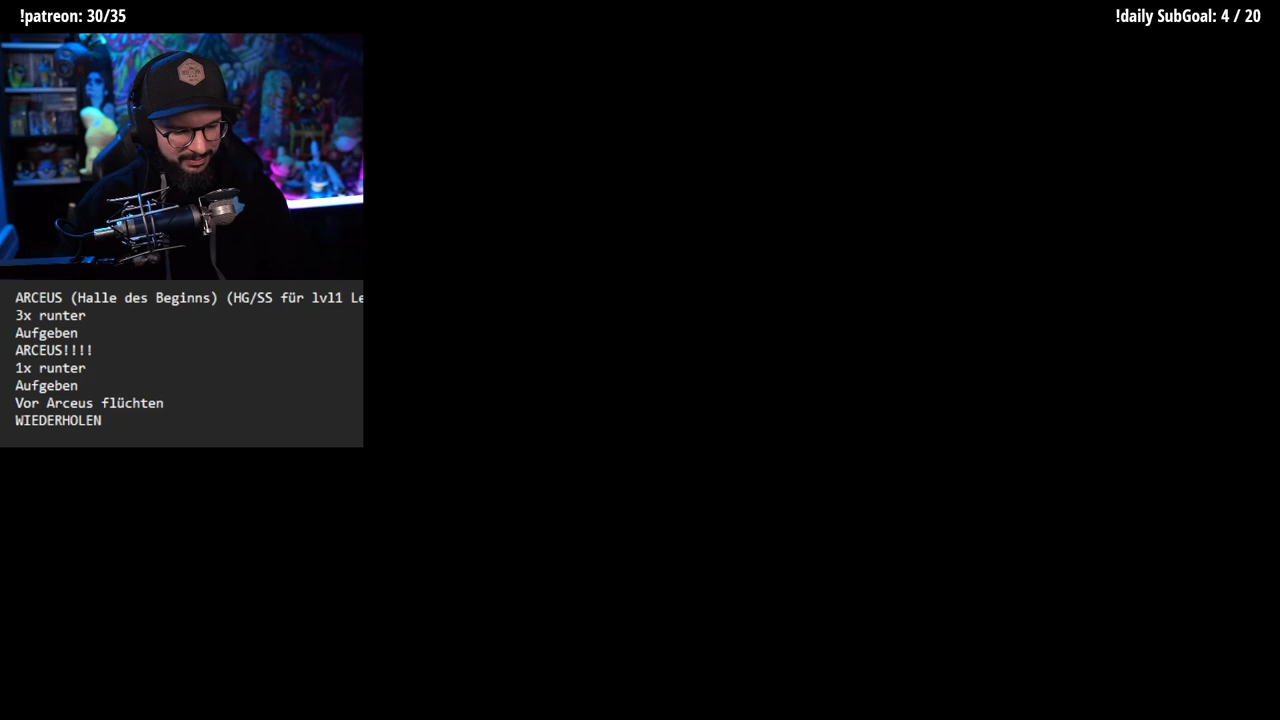 !patreon: 30/35
!daily SubGoal: 4 / 20
ARCEUS (Halle des Beginns) (HG/SS für lvl1 Le
3x runter
Aufgeben
ARCEUS!!!!
1x runter
Aufgeben
Vor Arceus flüchten
WIEDERHOLEN